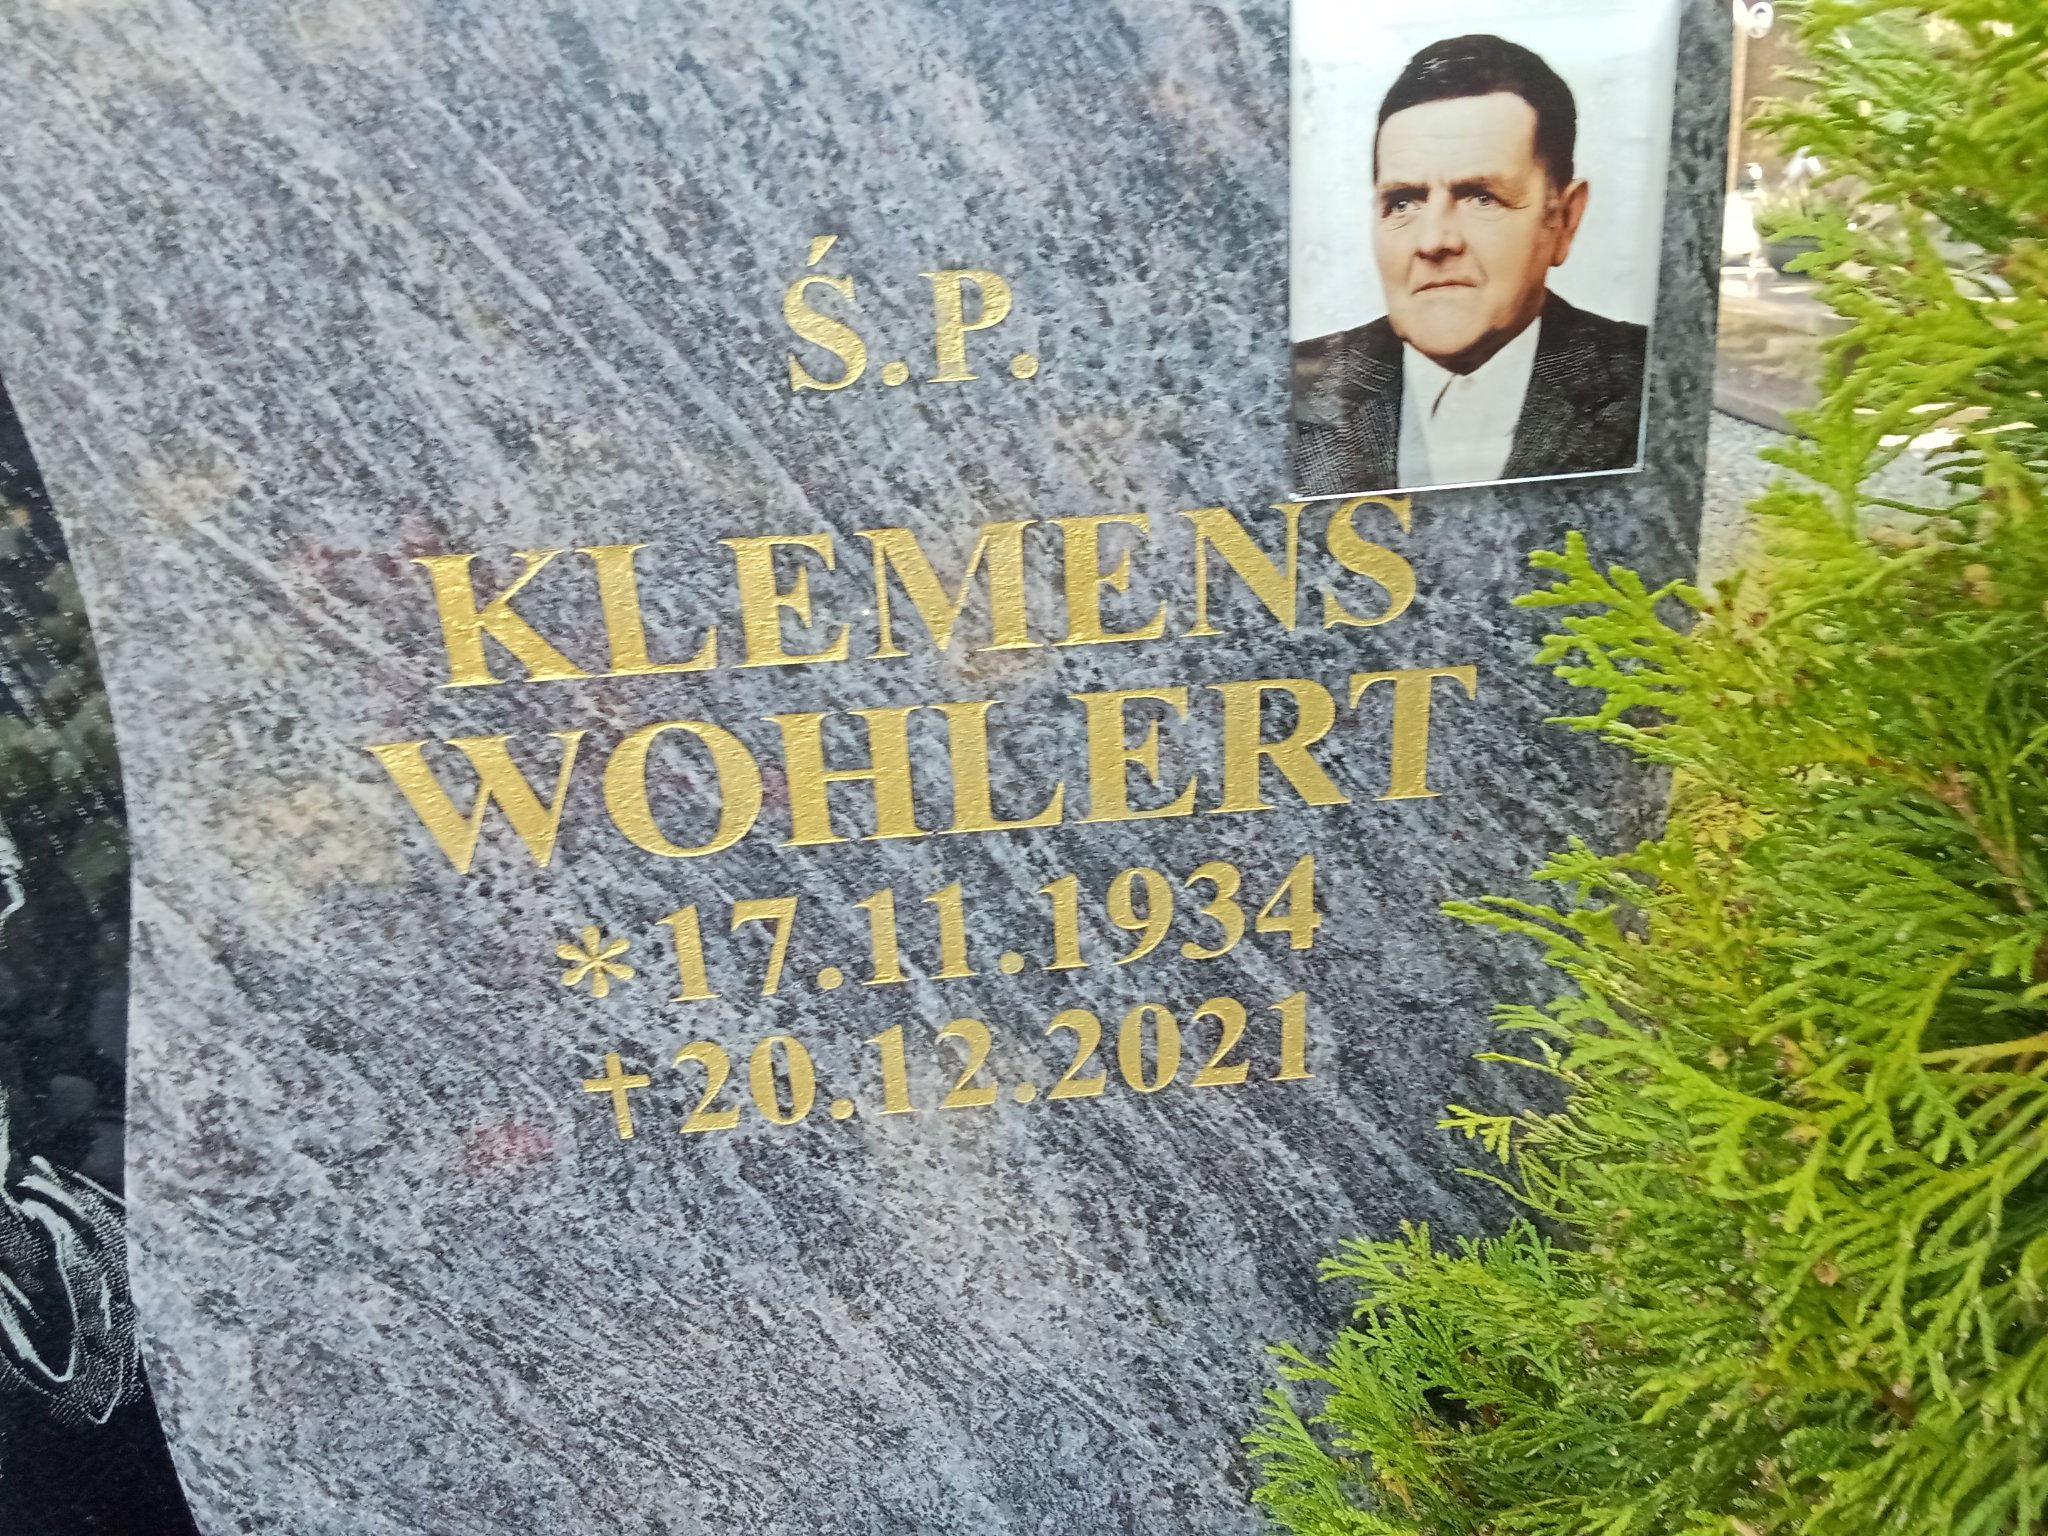 Ś.P.
KLEMENS
WOHLERT
*17.11.1934
✝20.12.2021